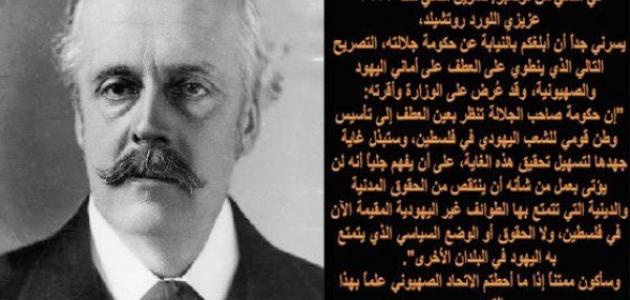 عزيزي اللورد روتشيلد،
يسرني جداً أن أبلغكم بالنيابة عن حكومة جلالته، التصريح
التالي الذي ينطوي على العطف على أماني اليهود
والصهيونية، وقد عُرض على الوزارة وأقرته:
"إن حكومة صاحب الجلالة تنظر بعين العطف إلى تأسيس
وطن قومي للشعب اليهودي في فلسطين، وستبذل غاية
جهدها لتسهيل تحقيق هذه الغاية، على أن يفهم جلياً أنه لن
يؤتى بعمل من شأنه أن ينتقص من الحقوق المدنية
والدينية التي تتمتع بها الطوائف غير اليهودية المقيمة الآن
في فلسطين، ولا الحقوق أو الوضع السياسي الذي يتمتع
به اليهود في البلدان الأخرى".
وسأكون ممتناً إذا ما أحطتم الاتحاد الصهيوني علماً بهذا